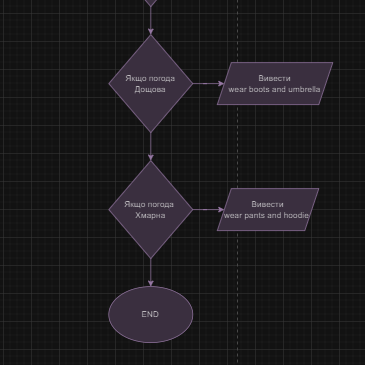 Якщо погода
Дощова
Вивести
wear boots and umbrella
Якщо погода
Хмарна
Вивести
wear pants and hoodie
END